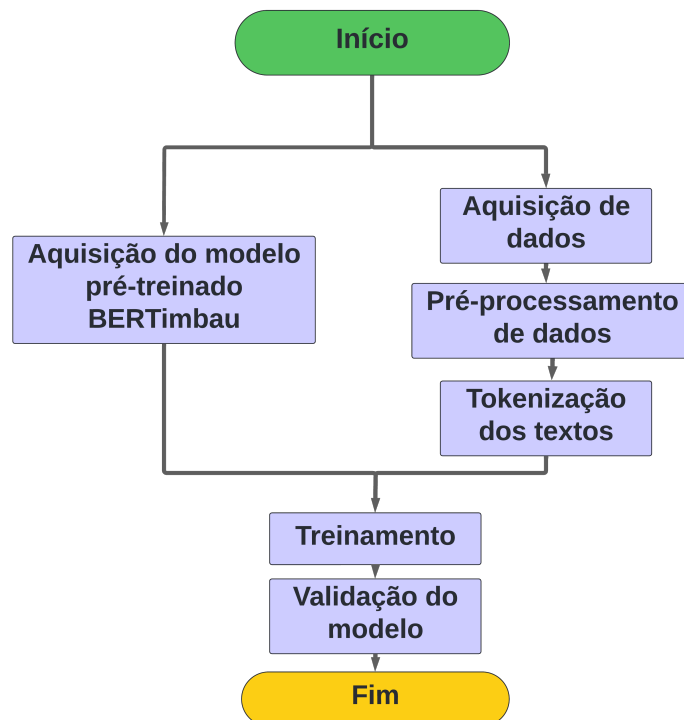 Início
Aquisição do modelo
pré-treinado
BERTimbau
Aquisição de
dados
Pré-processamento
de dados
Tokenização
dos textos
Treinamento
Validação do
modelo
Fim